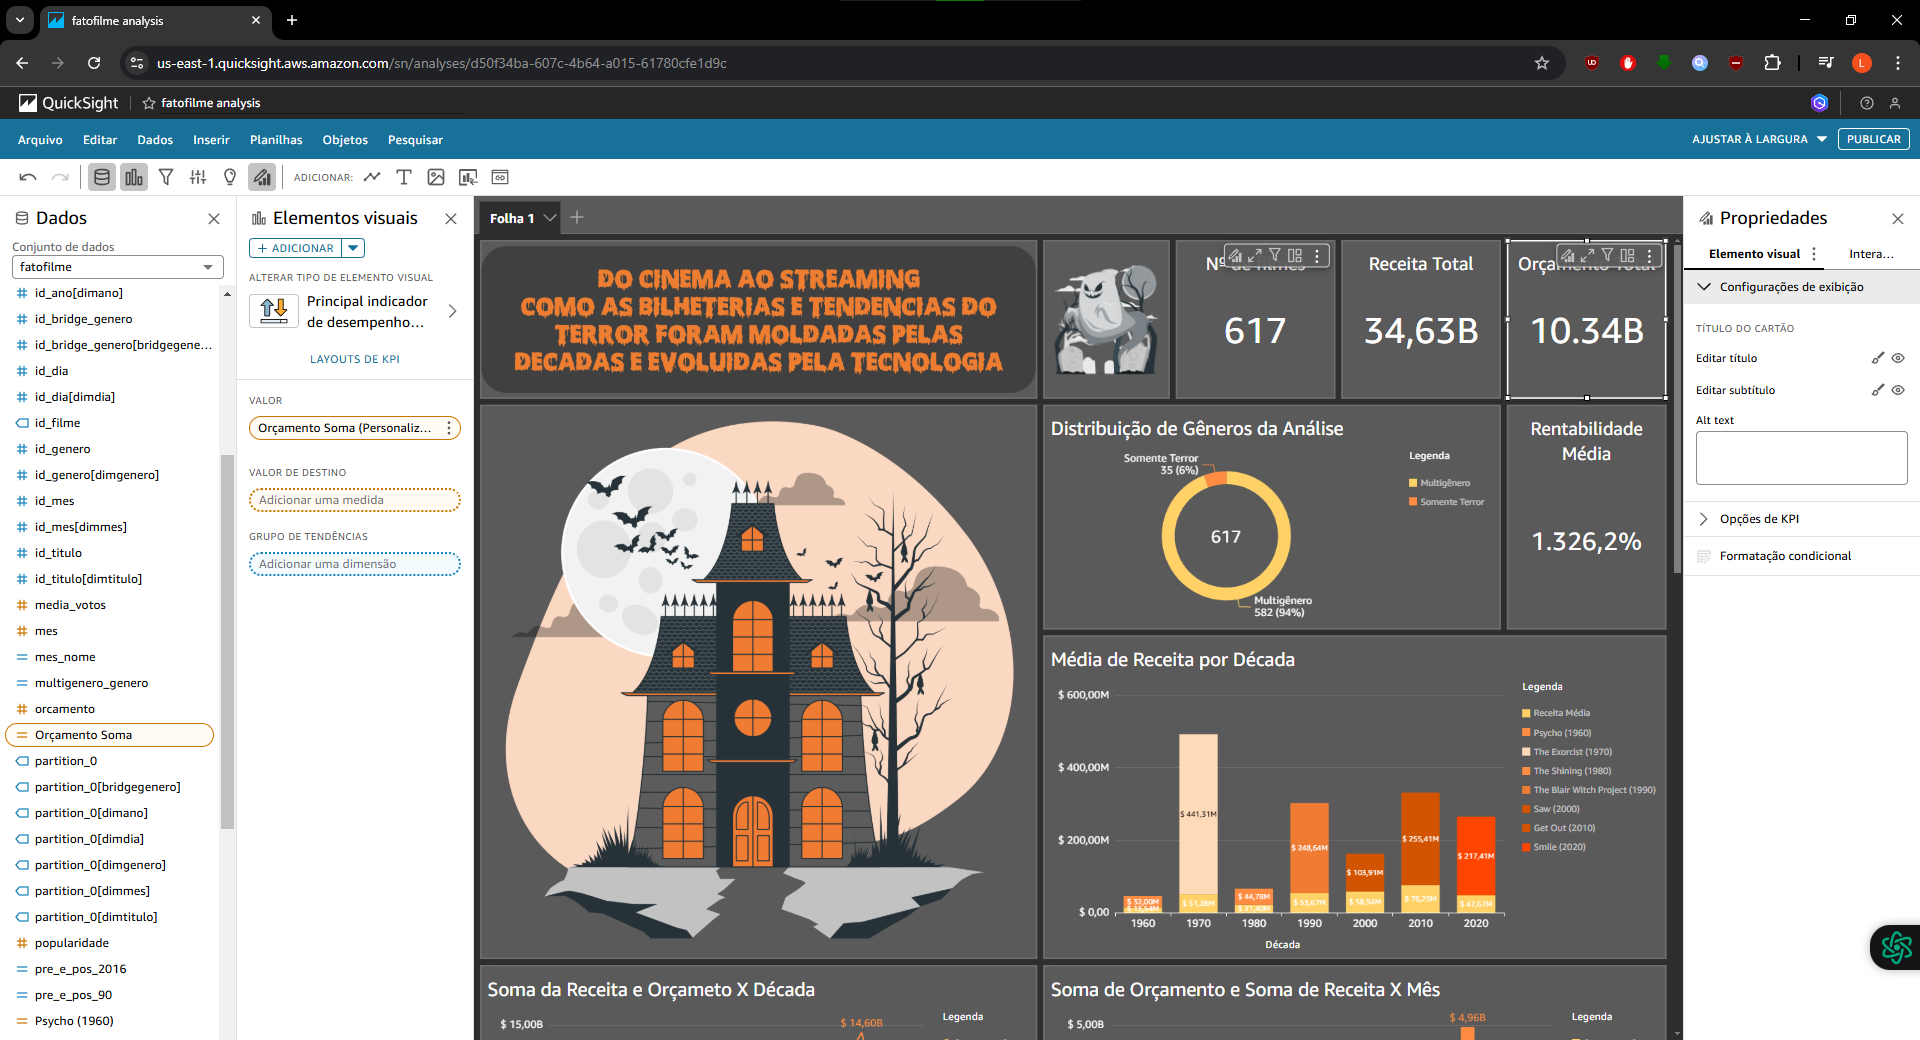 fatofilme analysis
us-east-1.quicksight.aws.amazon.com/sn/analyses/d50f34ba-607c-4b64-a015-61780cfe1d9c
L
QuickSight
fatofilme analysis
Arquivo
Editar
Dados
Inserir
Planilhas
Objetos
Pesquisar
AJUSTAR À LARGURA
PUBLICAR
ADICIONAR:
Dados
Conjunto de dados
fatofilme
id_ano[dimano]
id_bridge_genero
id_bridge_genero[bridgegene...
id_dia
id_dia[dimdia]
id_filme
id_genero
id_genero[dimgenero]
id_mes
id_mes[dimmes]
id_titulo
id_titulo[dimtitulo]
media_votos
mes
mes_nome
multigenero_genero
orcamento
Orçamento Soma
partition_0
partition_0[bridgegenero]
partition_0[dimano]
partition_0[dimdia]
partition_0[dimgenero]
partition_0[dimmes]
partition_0[dimtitulo]
popularidade
pre_e_pos_2016
pre_e_pos_90
Psycho (1960)
Elementos visuais
ADICIONAR
ALTERAR TIPO DE ELEMENTO VISUAL
Principal indicador
de desempenho...
LAYOUTS DE KPI
VALOR
Orçamento Soma (Personaliz...
VALOR DE DESTINO
Adicionar uma medida
GRUPO DE TENDÊNCIAS
Adicionar uma dimensão
Folha 1
DO CINEMA AO STREAMING
COMO AS BILHETERIAS E TENDENCIAS DO
TERROR FORAM MOLDADAS PELAS
DECADAS E EVOLUIDAS PELA TECNOLOGIA
Nº de filmes
617
Receita Total
34,63B
Orçamento Total
10.34B
Distribuição de Gêneros da Análise
Somente Terror
35 (6%)
617
Multigênero
582 (94%)
Legenda
Multigênero
Somente Terror
Rentabilidade
Média
1.326,2%
Média de Receita por Década
$ 600,00M
$ 400,00M
$ 200,00M
$ 0,00
$ 32,00M
$ 441,31M
$ 51,28M
$ 44,78M
$ 248,64M
$ 53,67M
$ 103,91M
$ 58,54M
$ 255,41M
$ 76,25M
$ 217,41M
$ 47,67M
1960
1970
1980
1990
2000
2010
2020
Década
Legenda
Receita Média
Psycho (1960)
The Exorcist (1970)
The Shining (1980)
The Blair Witch Project (1990)
Saw (2000)
Get Out (2010)
Smile (2020)
Soma da Receita e Orçameto X Década
$ 15,00B
$ 14,60B
Legenda
Soma de Orçamento e Soma de Receita X Mês
$ 5,00B
$ 4,96B
Legenda
Propriedades
Elemento visual
Intera...
Configurações de exibição
TÍTULO DO CARTÃO
Editar título
Editar subtítulo
Alt text
Opções de KPI
Formatação condicional